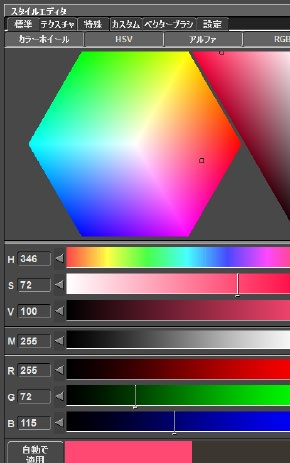 スタイルエディタ
標準 テクスチャ 特殊 カスタム ベクターブラシ 設定
カラーホイール HSV アルファ RGB
H 346
S 72
V 100
M 256
R 255
G 72
B 115
自動で
適用